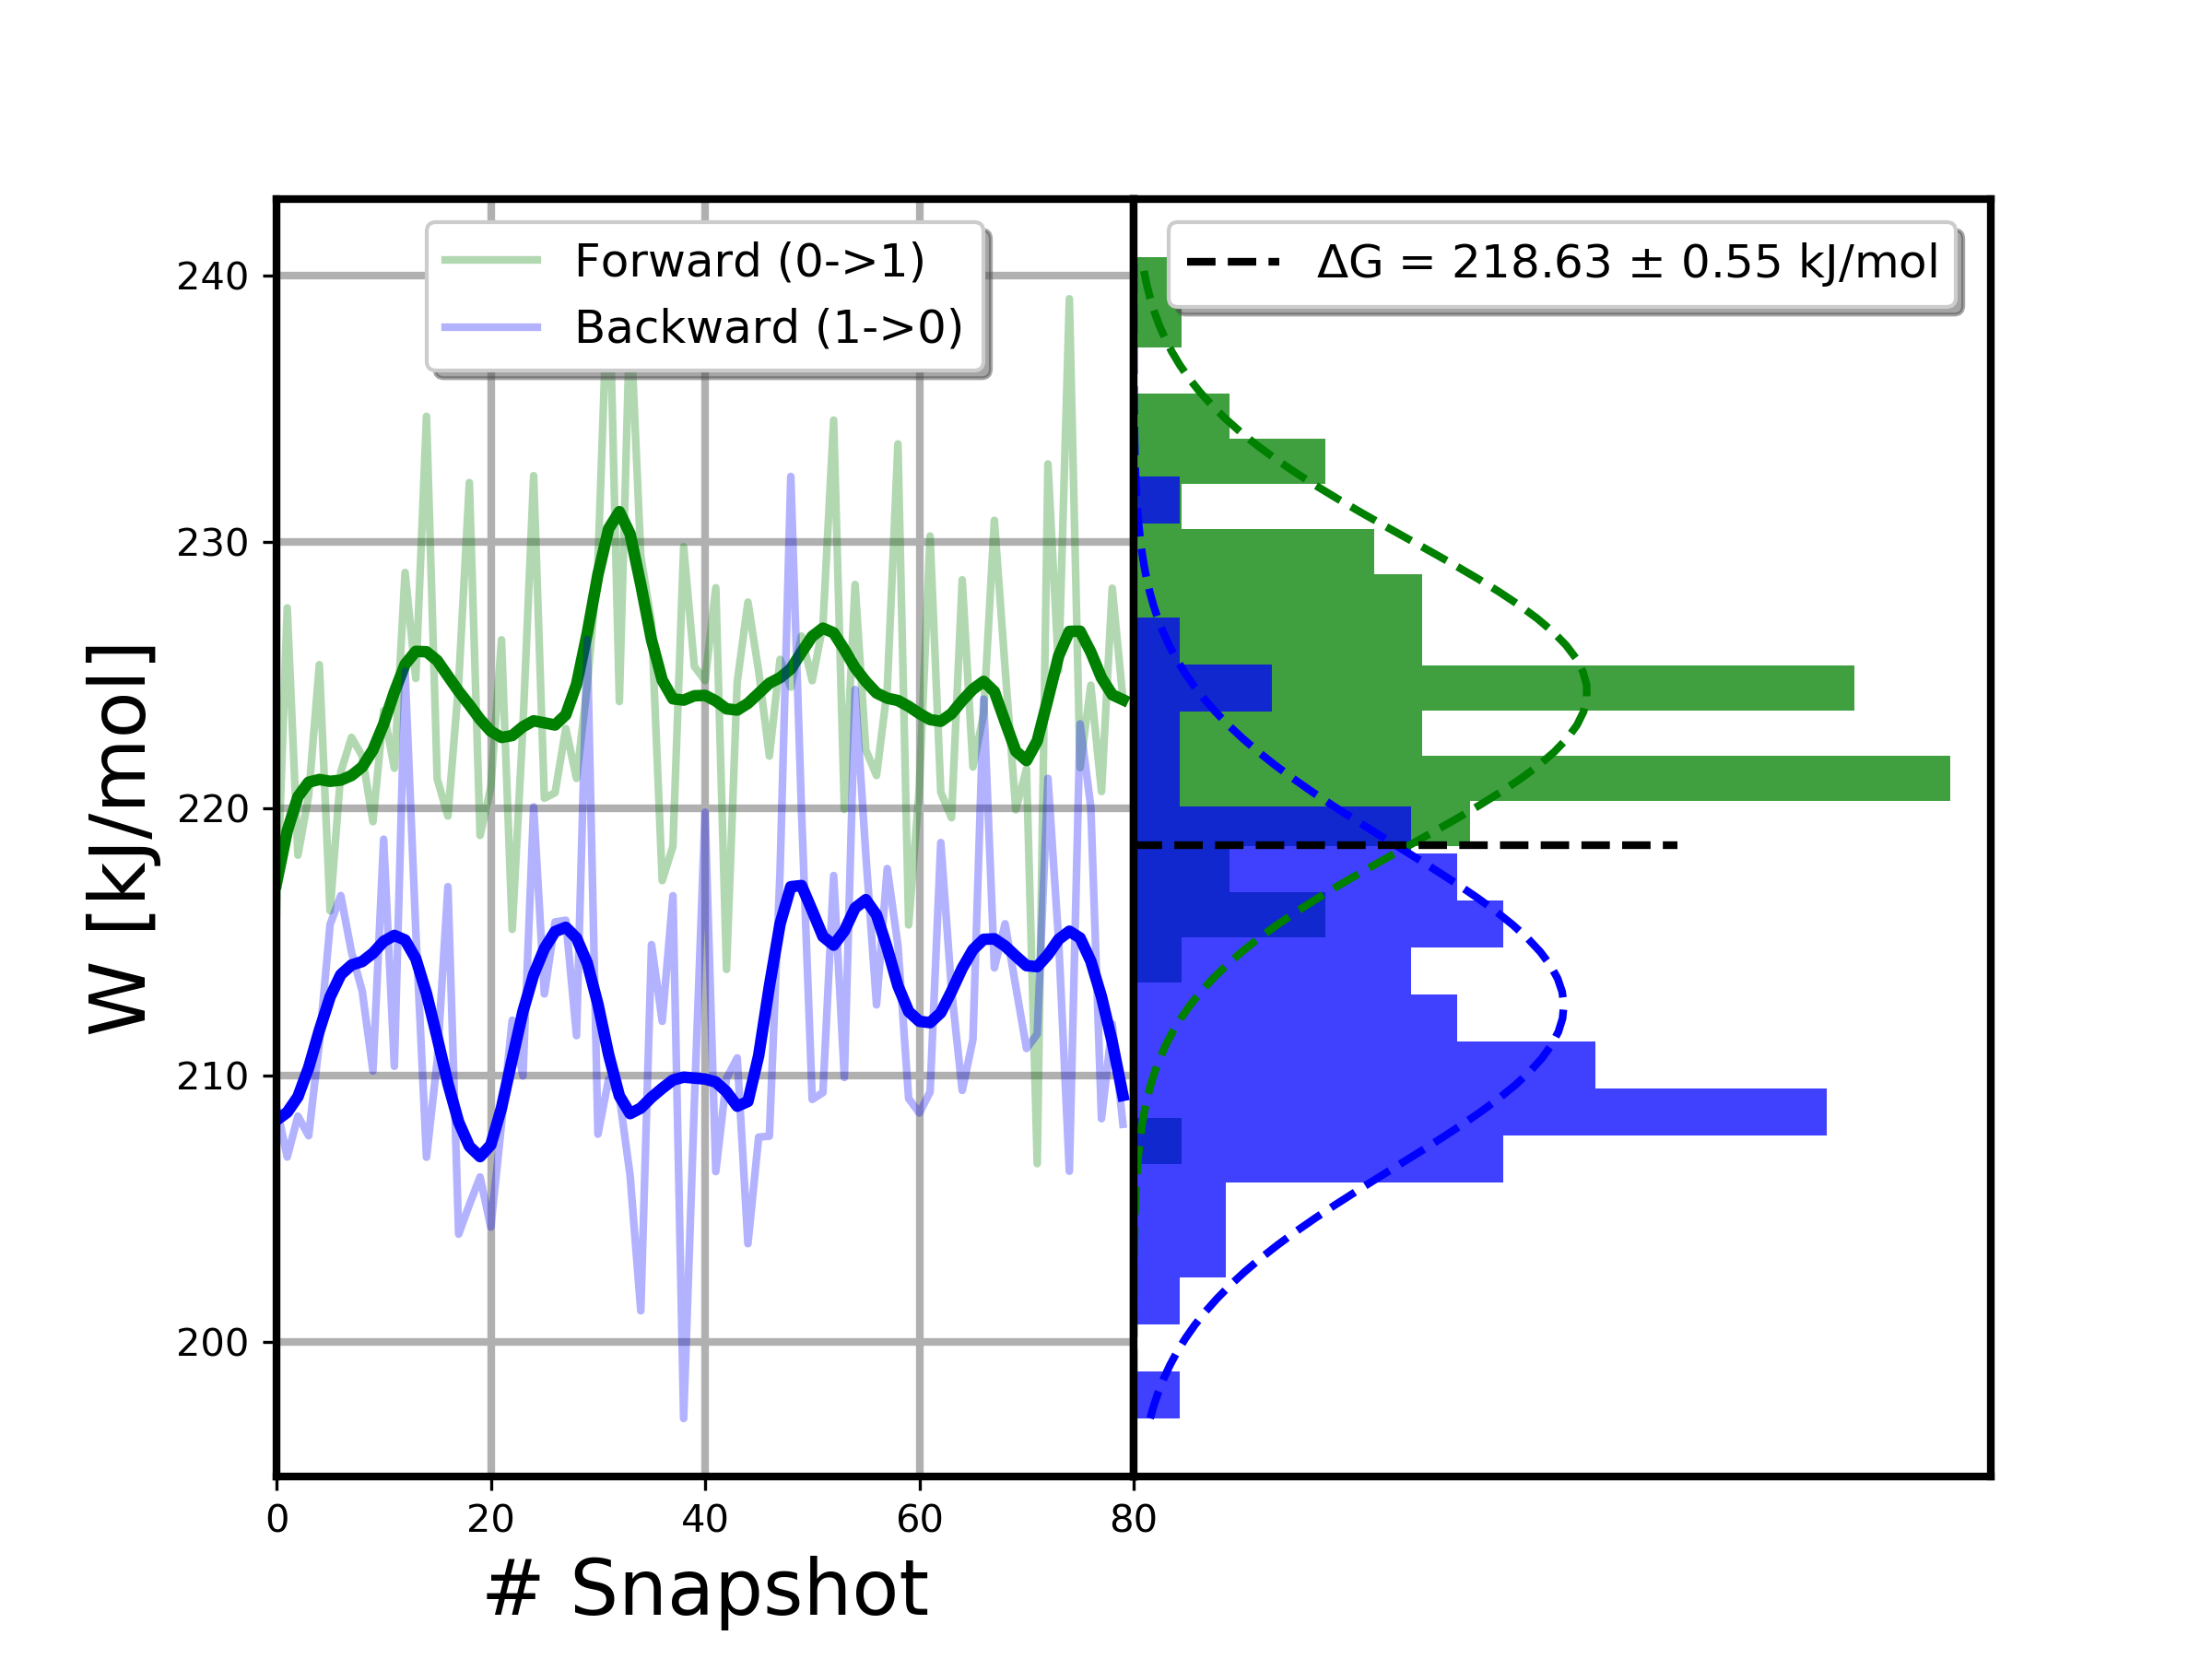 Forward (0->1)
Backward (1->0)
ΔG = 218.63 ± 0.55 kJ/mol
W [kJ/mol]
240
230
220
210
200
0 20 40 60 80
# Snapshot